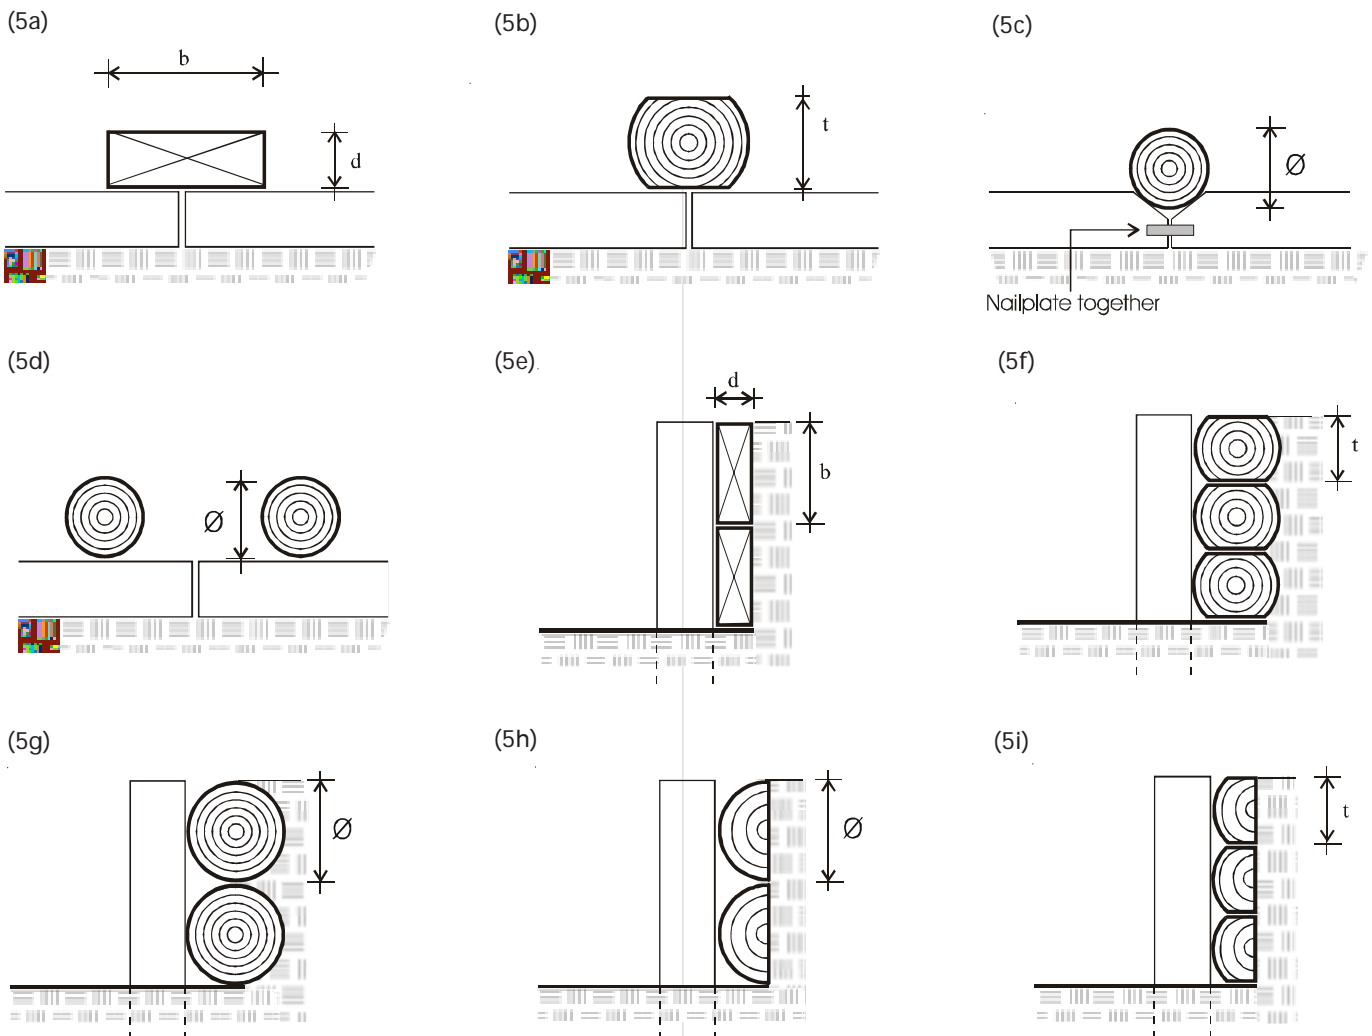 (5a)
(5b)
(5c)
b
d
t
Ø
Nailplate together
(5d)
(5e)
(5f)
Ø
d
b
t
(5g)
(5h)
(5i)
Ø
Ø
t